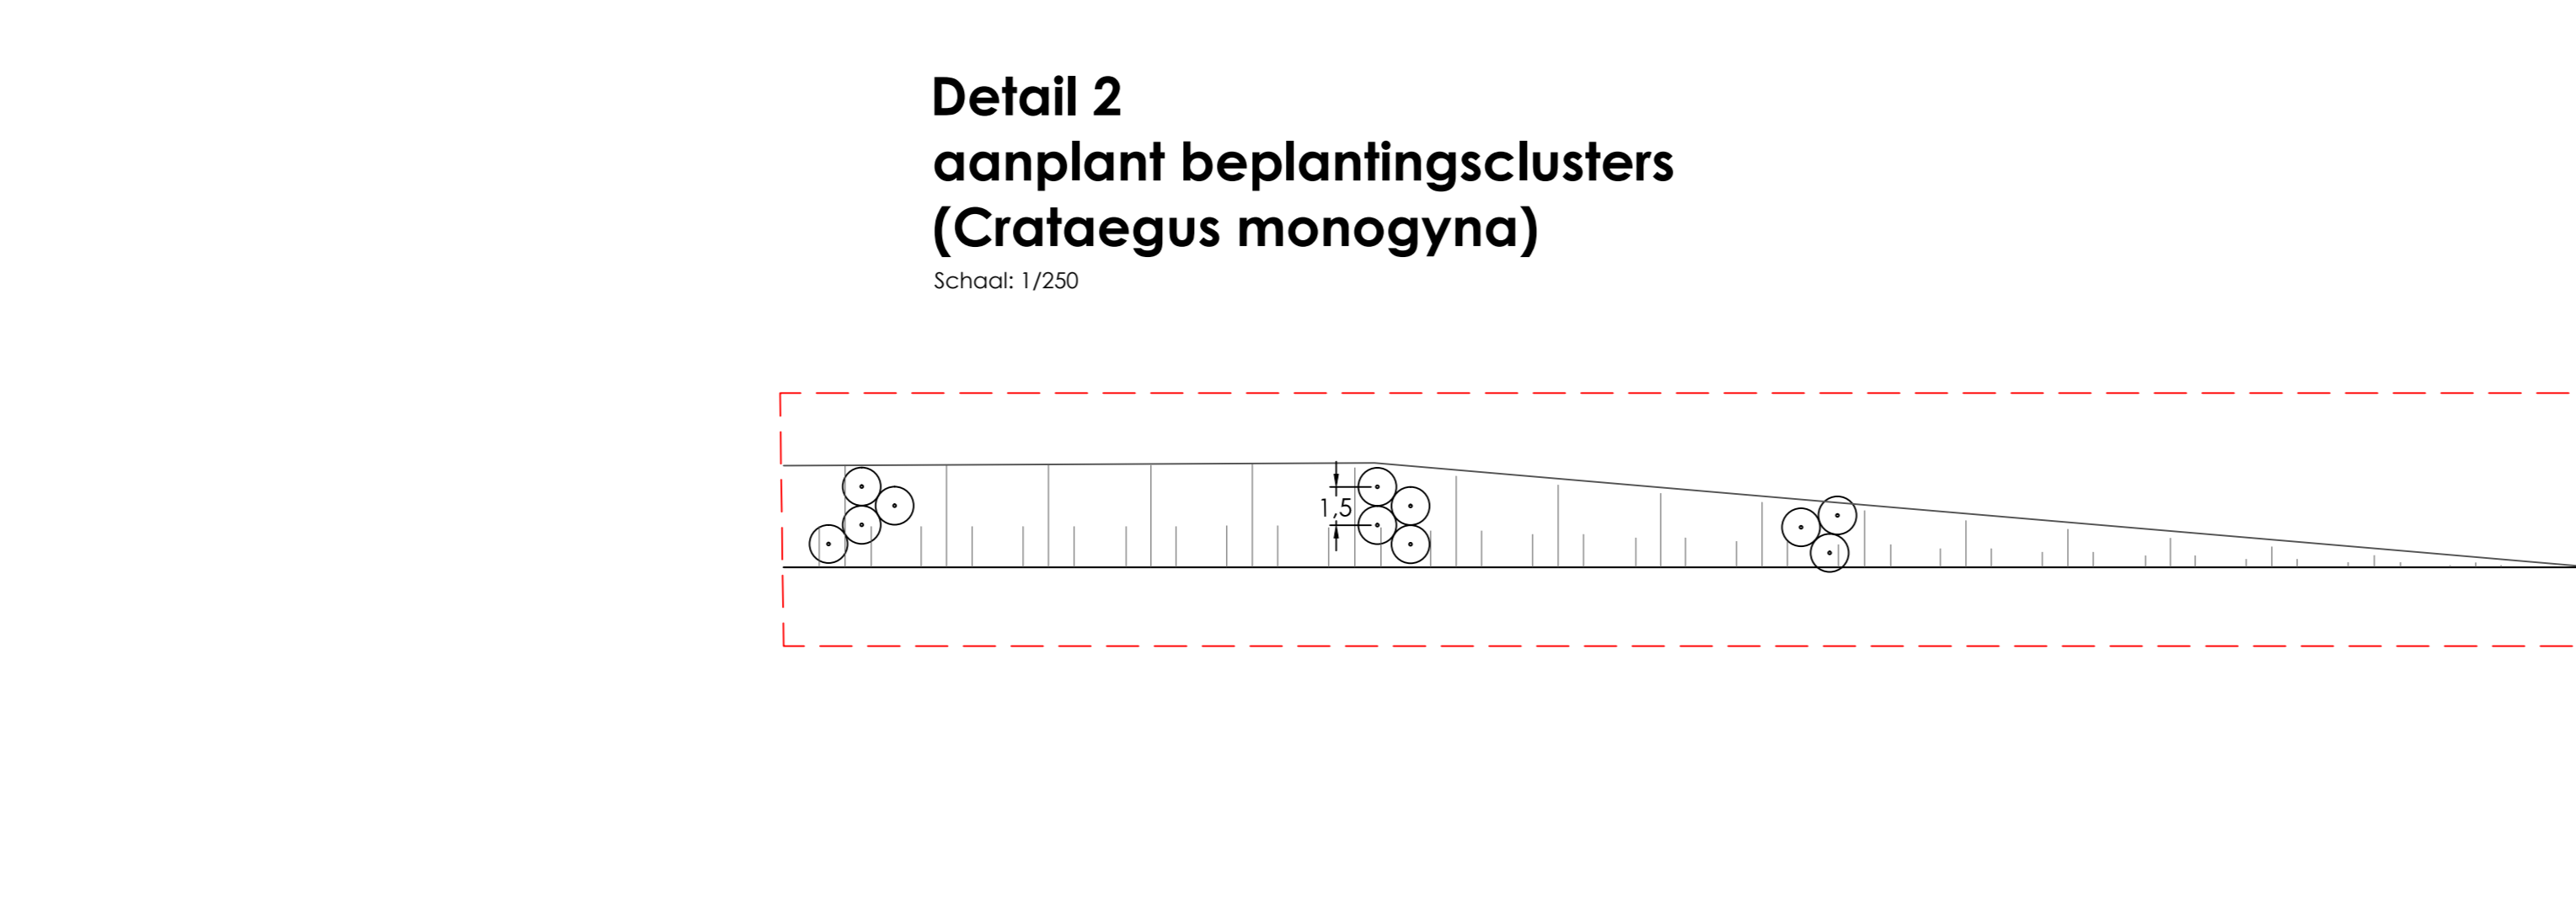 Detail 2
aanplant beplantingsclusters
(Crataegus monogyna)
Schaal: 1/250
1,5